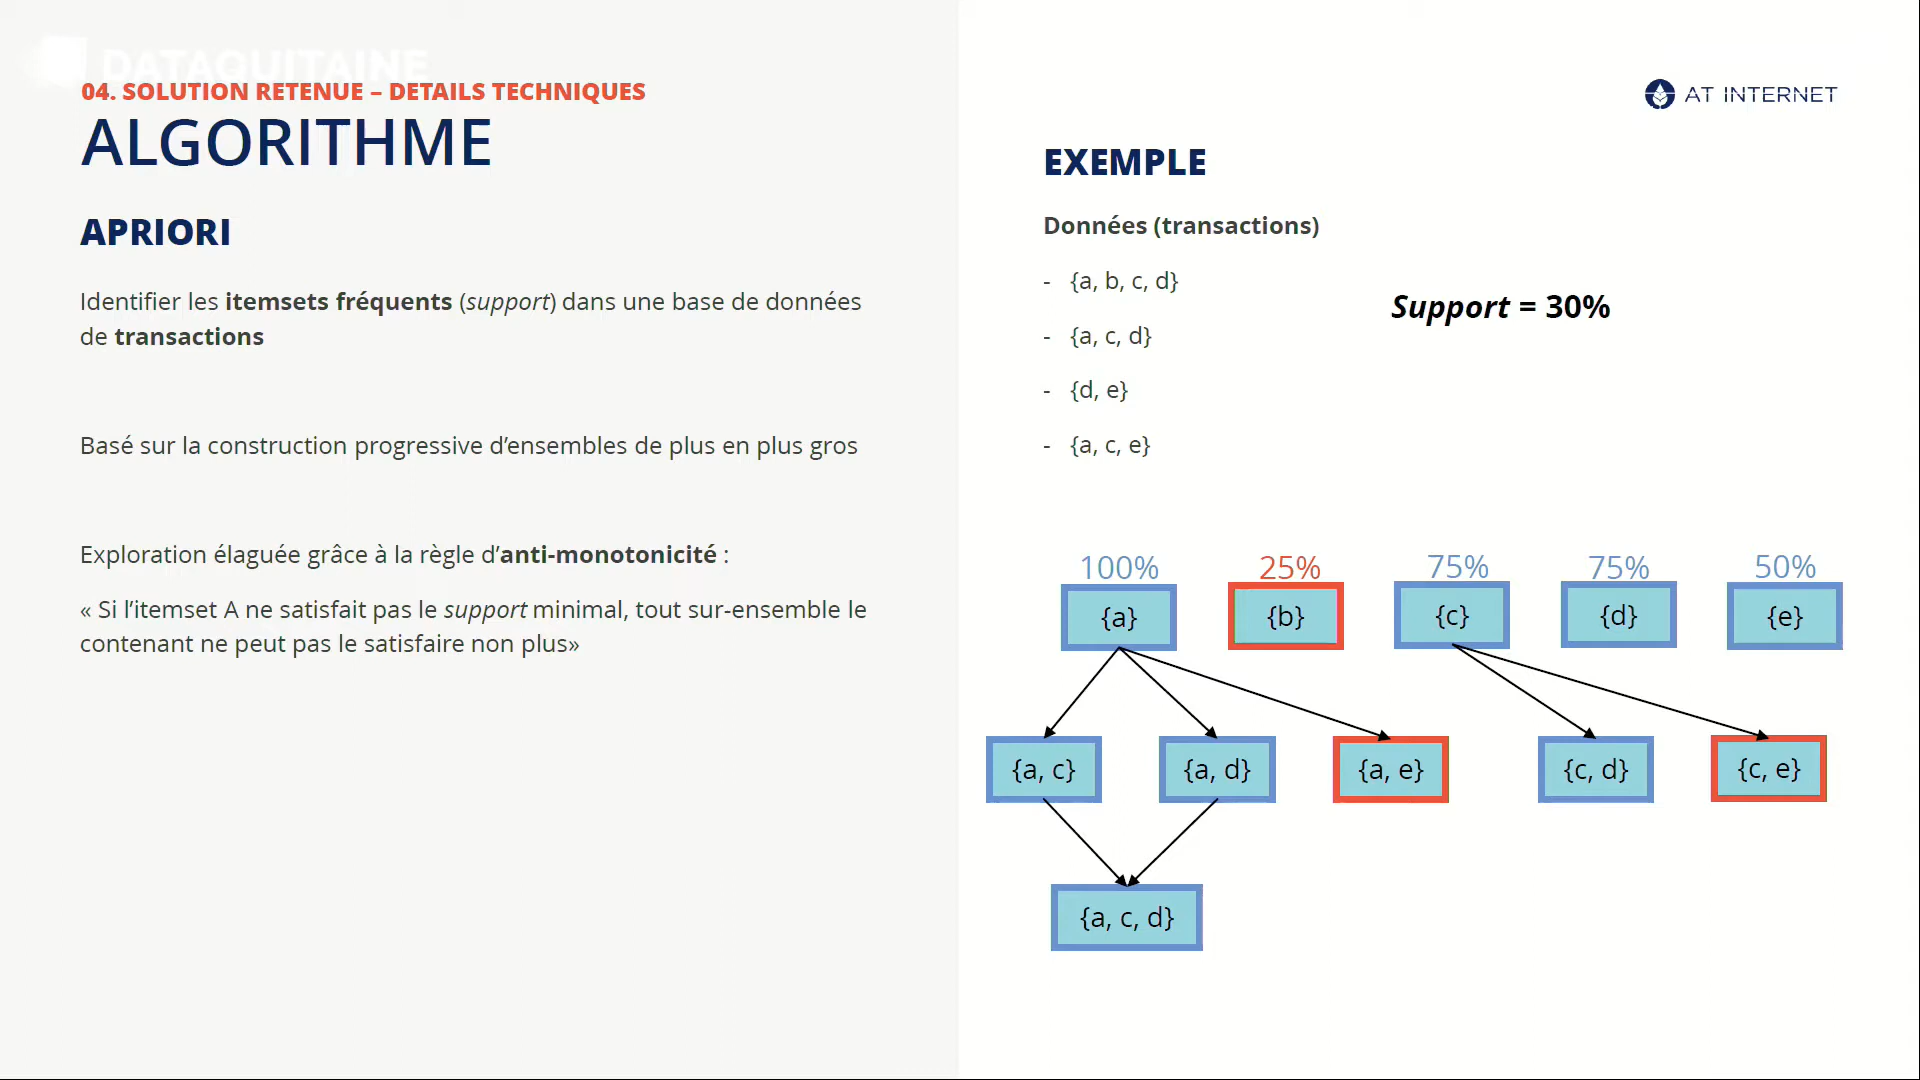 DATAQUITAINE
04. SOLUTION RETENUE – DETAILS TECHNIQUES
ALGORITHME
APRIORI
Identifier les itemsets fréquents (support) dans une base de données
de transactions
Basé sur la construction progressive d’ensembles de plus en plus gros
Exploration élaguée grâce à la règle d’anti-monotonicité :
« Si l’itemset A ne satisfait pas le support minimal, tout sur-ensemble le
contenant ne peut pas le satisfaire non plus»
AT INTERNET
EXEMPLE
Données (transactions)
- {a, b, c, d}
- {a, c, d}
- {d, e}
- {a, c, e}
Support = 30%
100% 25% 75% 75% 50%
{a} {b} {c} {d} {e}
{a, c} {a, d} {a, e} {c, d} {c, e}
{a, c, d}